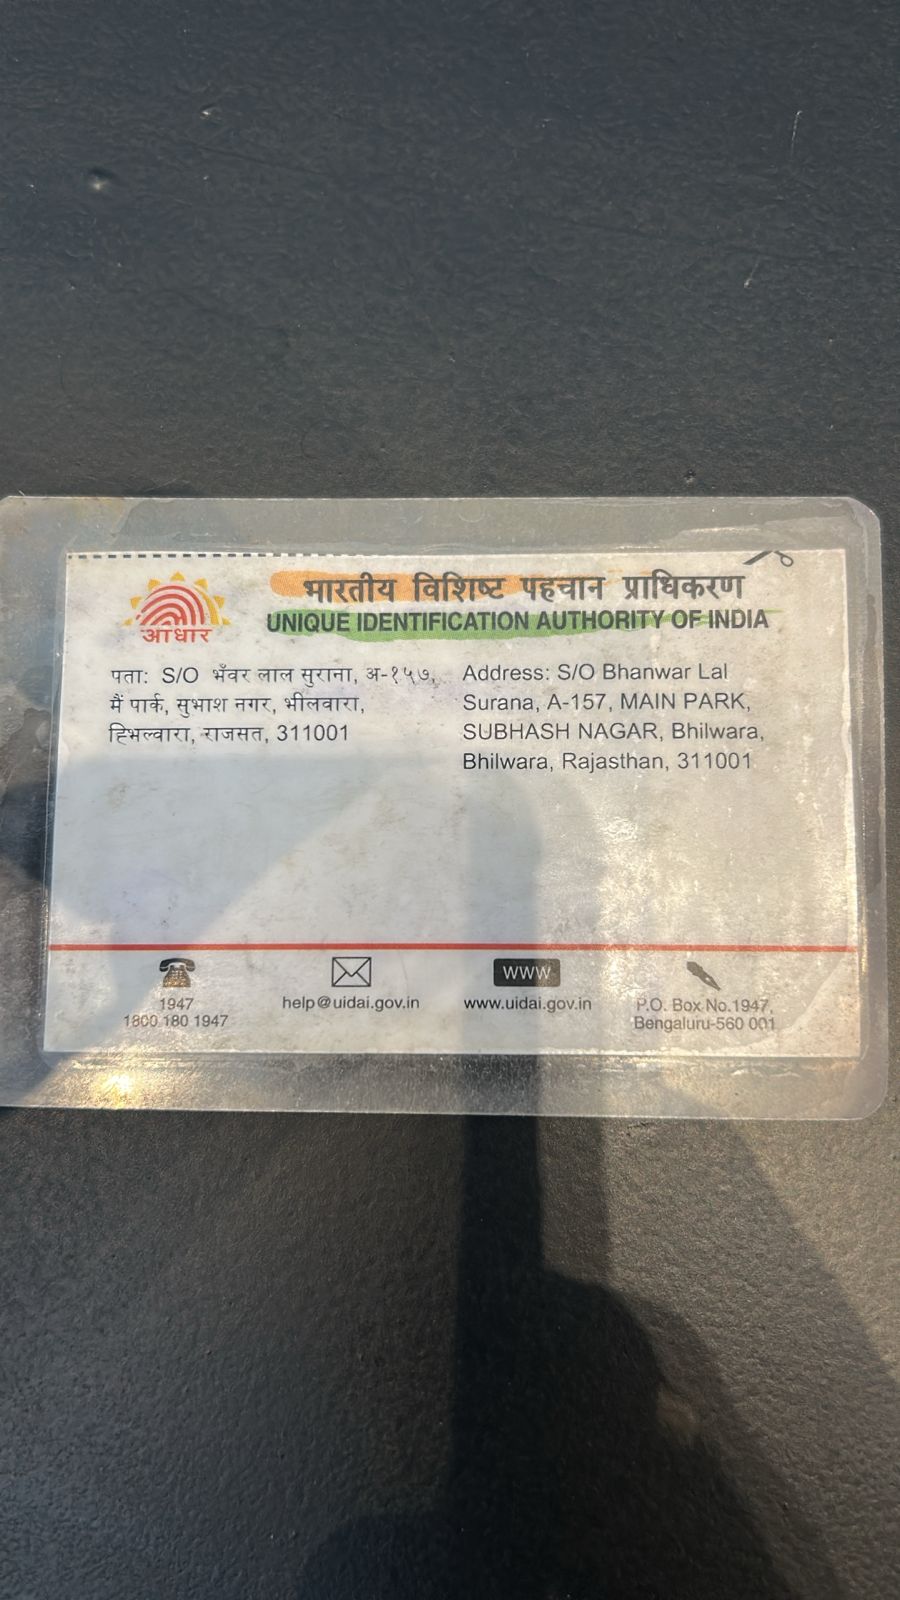 आधार
भारतीय विशिष्ट पहचान प्राधिकरण
UNIQUE IDENTIFICATION AUTHORITY OF INDIA
पता: S/O भँवर लाल सुराना, अ-१५७,
मैं पार्क, सुभाश नगर, भीलवारा,
ह्भिल्वारा, राजसत, 311001
Address: S/O Bhanwar Lal
Surana, A-157, MAIN PARK,
SUBHASH NAGAR, Bhilwara,
Bhilwara, Rajasthan, 311001
1947
1800 180 1947
help@uidai.gov.in
www
www.uidai.gov.in
P.O. Box No.1947,
Bengaluru-560 001